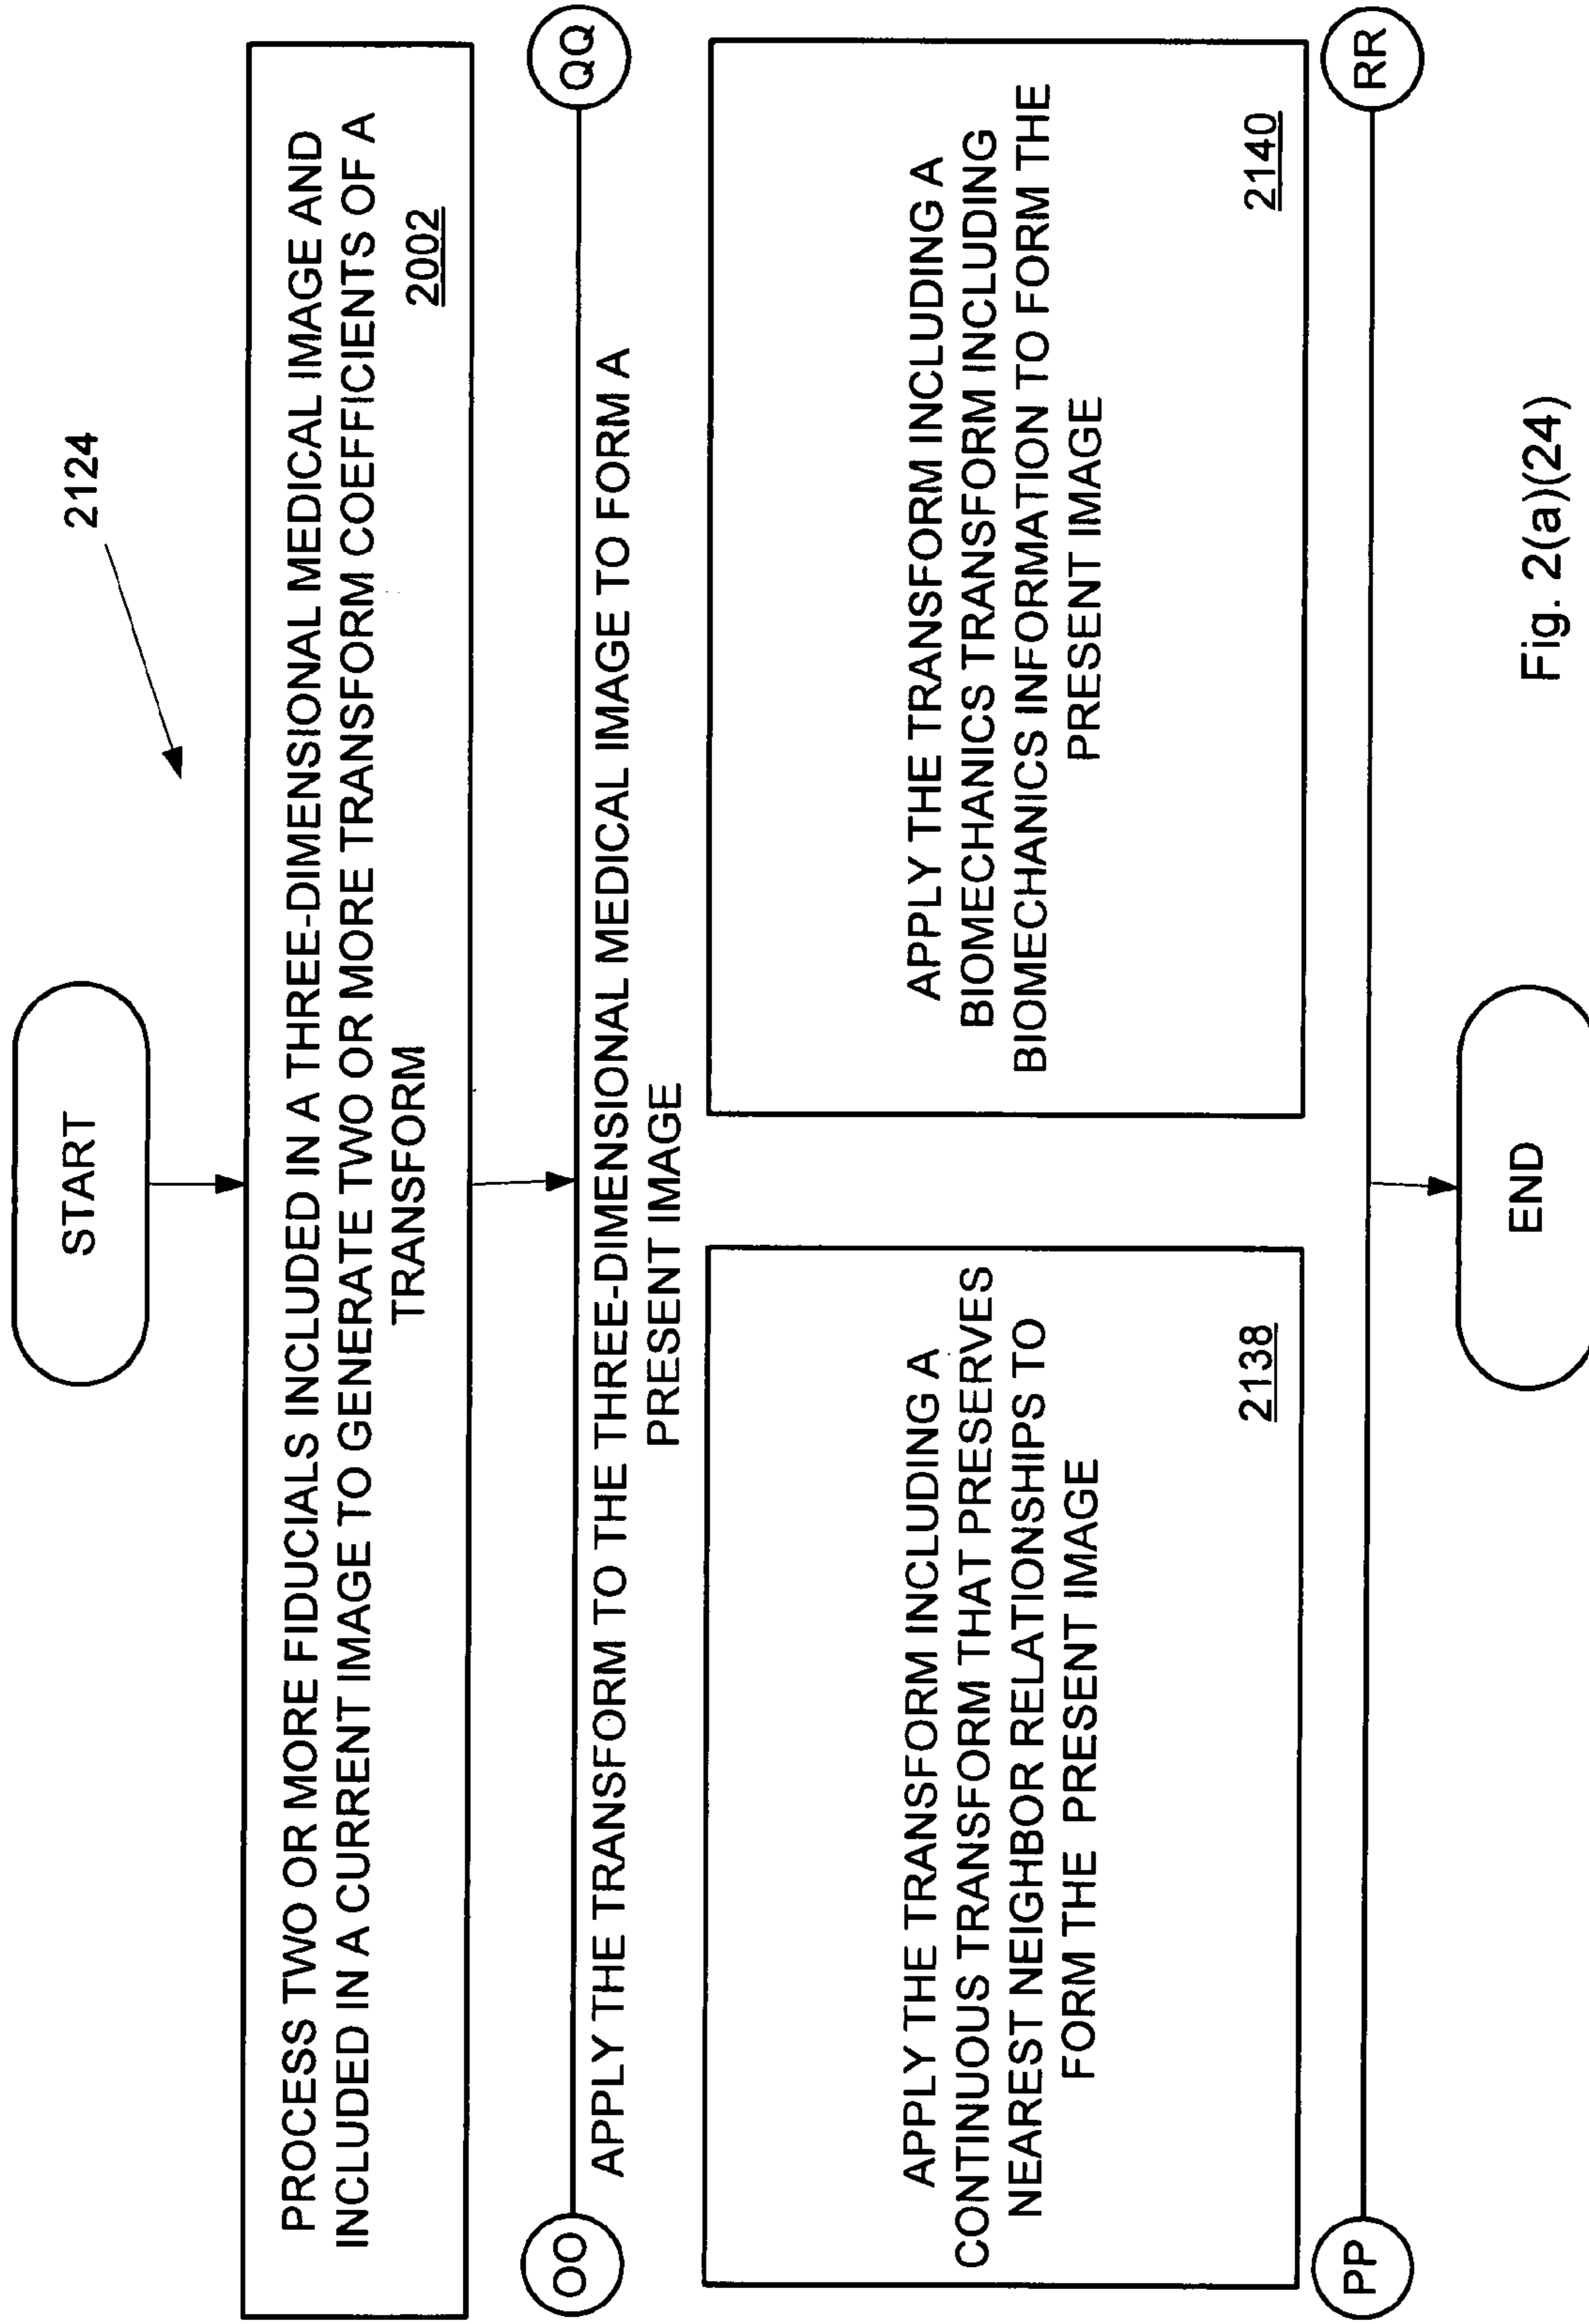 2124
START
PROCESS TWO OR MORE FIDUCIALS INCLUDED IN A THREE-DIMENSIONAL MEDICAL IMAGE AND
INCLUDED IN A CURRENT IMAGE TO GENERATE TWO OR MORE TRANSFORM COEFFICIENTS OF A
TRANSFORM
2002
OO
QQ
APPLY THE TRANSFORM TO THE THREE-DIMENSIONAL MEDICAL IMAGE TO FORM A
PRESENT IMAGE
APPLY THE TRANSFORM INCLUDING A
CONTINUOUS TRANSFORM THAT PRESERVES
NEAREST NEIGHBOR RELATIONSHIPS TO
FORM THE PRESENT IMAGE
2138
APPLY THE TRANSFORM INCLUDING A
BIOMECHANICS TRANSFORM INCLUDING
BIOMECHANICS INFORMATION TO FORM THE
PRESENT IMAGE
2140
PP
RR
END
Fig. 2(a)(24)